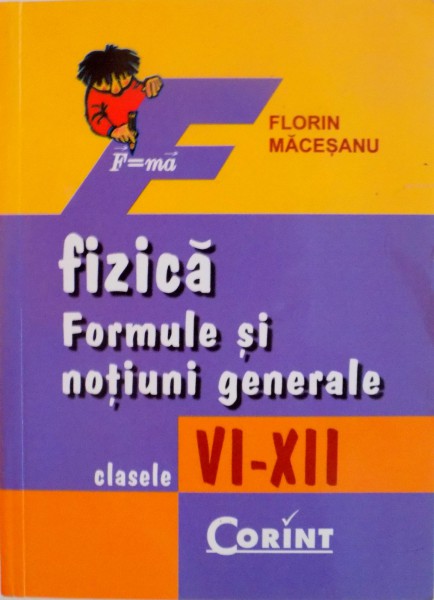 F
FLORIN
MĂCEȘANU
F⃗=ma⃗
fizică
Formule și
noțiuni generale
clasele VI-XII
CORINT